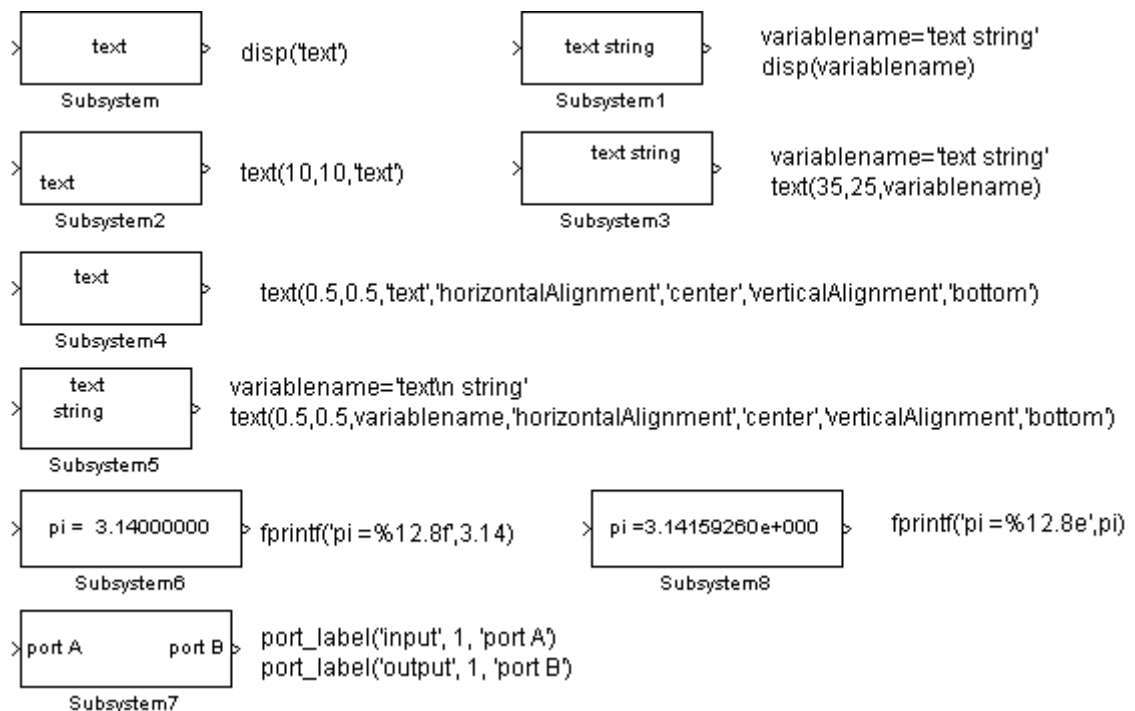 text
disp('text')
Subsystem
text string
variablename='text string'
disp(variablename)
Subsystem1
text
text(10,10,'text')
Subsystem2
text string
variablename='text string'
text(35,25,variablename)
Subsystem3
text
text(0.5,0.5,'text','horizontalAlignment','center','verticalAlignment','bottom')
Subsystem4
text
string
variablename='text\n string'
text(0.5,0.5,variablename,'horizontalAlignment','center','verticalAlignment','bottom')
Subsystem5
pi = 3.14000000
fprintf('pi =%12.8f',3.14)
Subsystem6
pi =3.14159260e+000
fprintf('pi =%12.8e',pi)
Subsystem8
port A
port B
port_label('input', 1, 'port A')
port_label('output', 1, 'port B')
Subsystem7